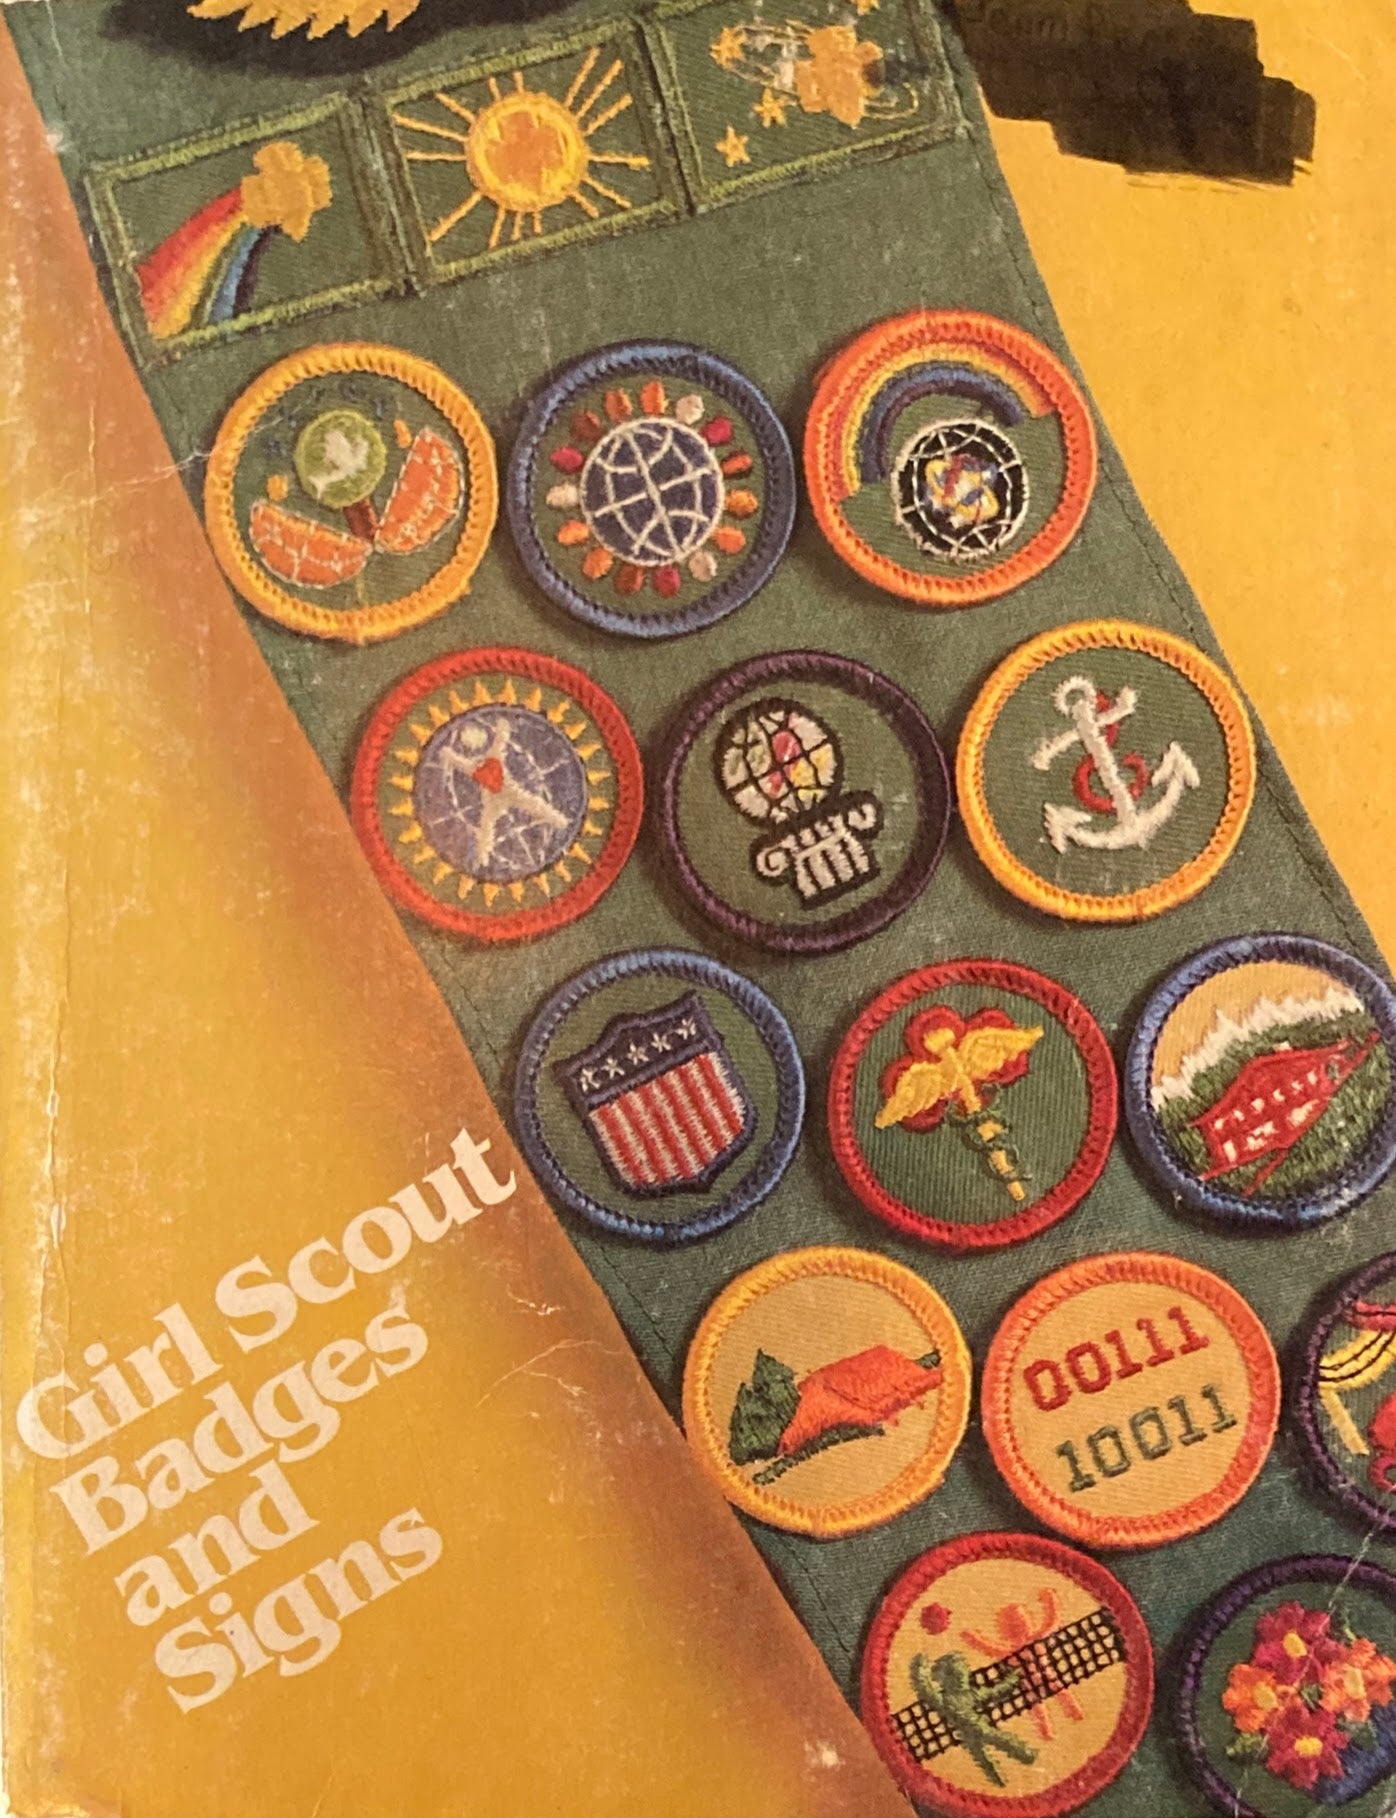 00111
10011
Girl Scout
Badges
and
Signs